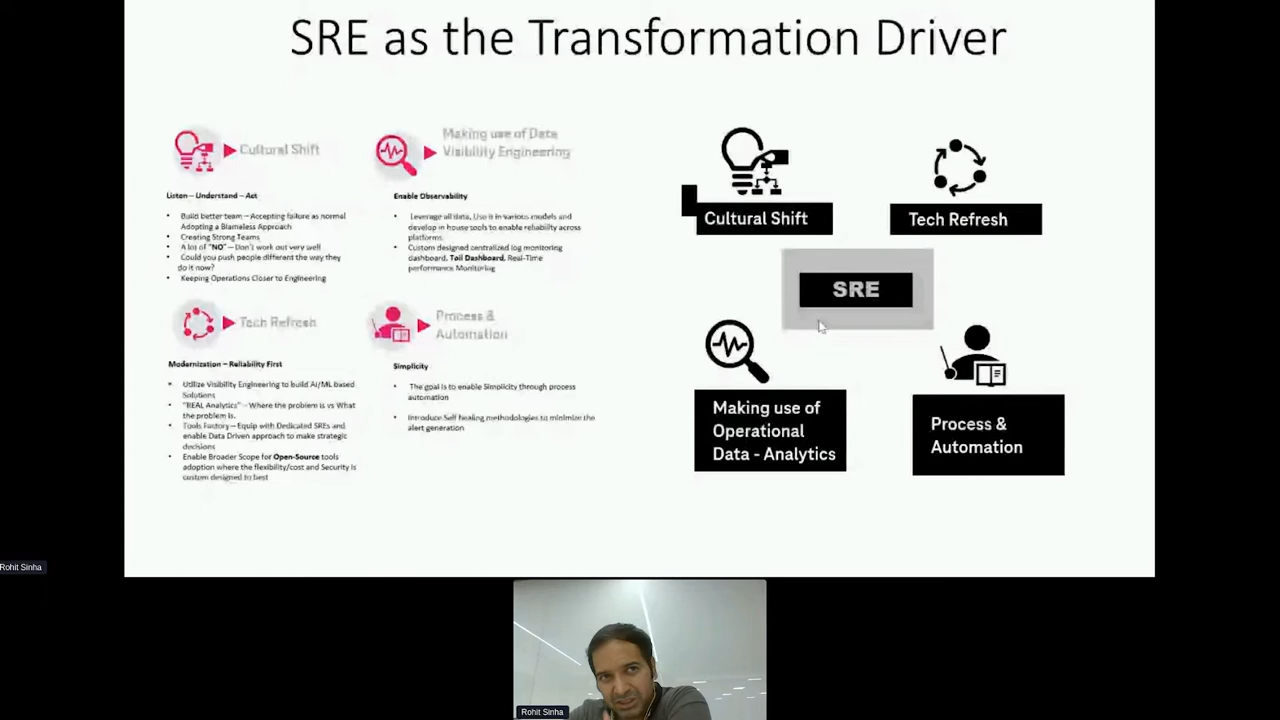 SRE as the Transformation Driver
Cultural Shift
Listen – Understand – Act
• Build better team – Accepting failure as normal
Adopting a Blameless Approach
• Creating Strong Teams
• A lot of "NO" – Don't work out very well
• Could you push people different the way they
do it now?
• Keeping Operations Closer to Engineering
Making use of Data
Visibility Engineering
Enable Observability
• Leverage all data, Use it in various models and
develop in house tools to enable reliability across
platforms.
• Custom designed centralized log monitoring
dashboard, Toil Dashboard, Real-Time
performance Monitoring
Tech Refresh
Modernization – Reliability First
• Utilize Visibility Engineering to build AI/ML based
Solutions
• "REAL Analytics" – Where the problem is vs What
the problem is.
• Tools Factory – Equip with Dedicated SREs and
enable Data Driven approach to make strategic
decisions
• Enable Broader Scope for Open-Source tools
adoption where the flexibility/cost and Security is
custom designed to best
Process &
Automation
Simplicity
• The goal is to enable Simplicity through process
automation
• Introduce Self healing methodologies to minimize the
alert generation
Cultural Shift
Tech Refresh
SRE
Making use of
Operational
Data - Analytics
Process &
Automation
Rohit Sinha
Rohit Sinha